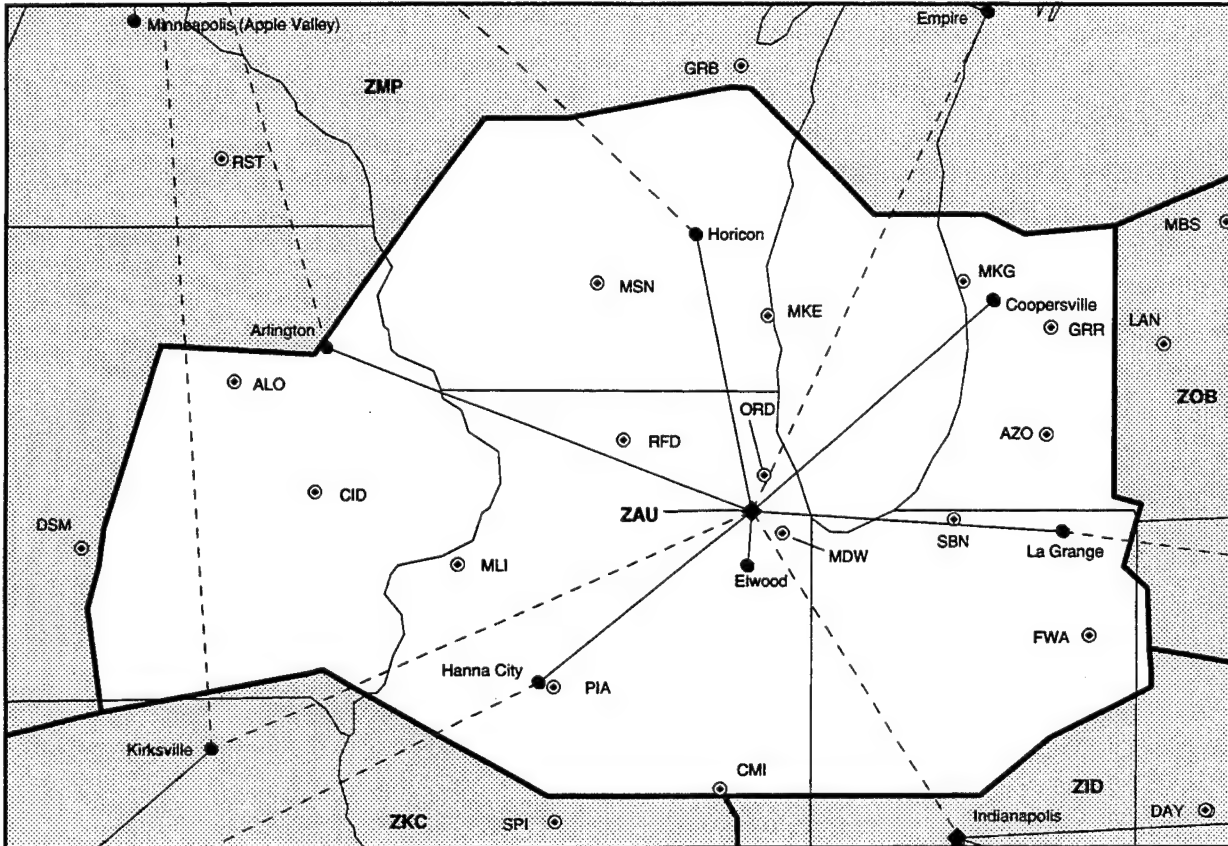 Minneapolis (Apple Valley)
Empire
GRB
ZMP
RST
MBS
Horicon
MSN
MKG
Coopersville
MKE
GRR
LAN
Arlington
ALO
ZOB
ORD
RFD
AZO
CID
ZAU
DSM
SBN
La Grange
MDW
MLI
Elwood
FWA
Hanna City
PIA
Kirksville
CMI
ZID
Indianapolis
DAY
ZKC
SPI